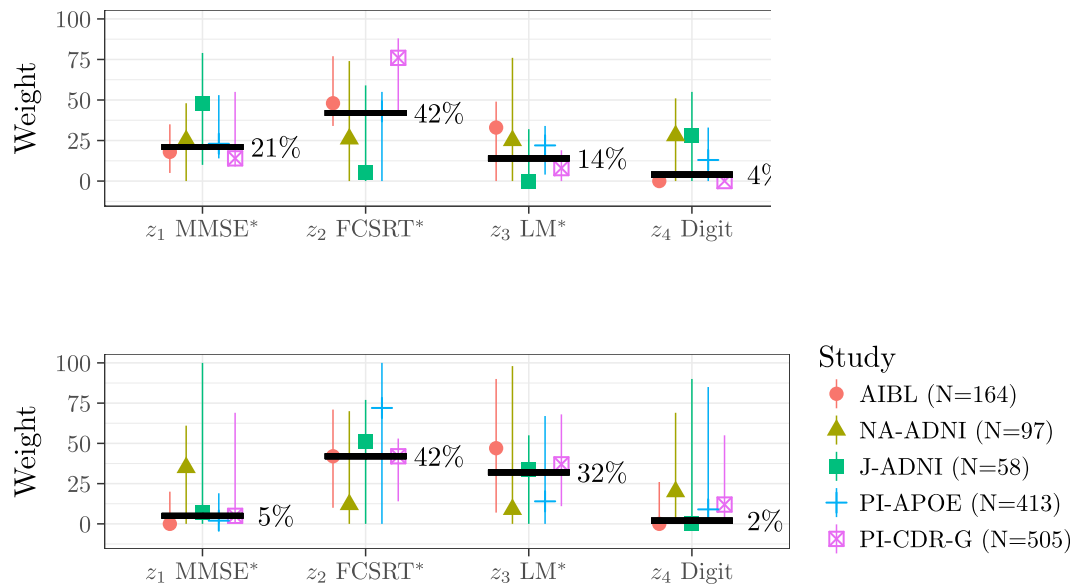 100
75
50
25
0
Weight
21%
42%
14%
4%
z₁ MMSE* z₂ FCSRT* z₃ LM* z₄ Digit
100
75
50
25
0
Weight
5%
42%
32%
2%
z₁ MMSE* z₂ FCSRT* z₃ LM* z₄ Digit
Study
AIBL (N=164)
NA-ADNI (N=97)
J-ADNI (N=58)
PI-APOE (N=413)
PI-CDR-G (N=505)